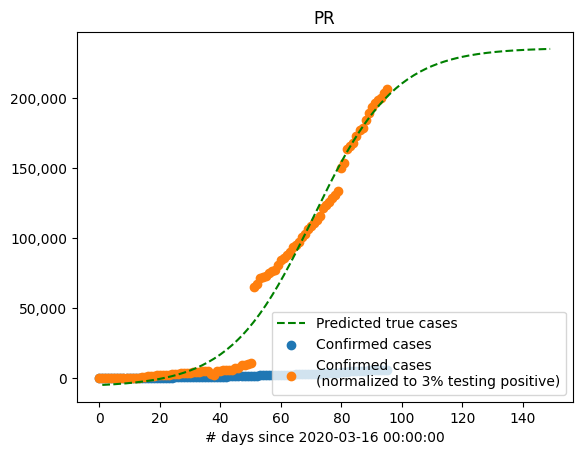 PR
200,000
150,000
100,000
50,000
0
Predicted true cases
Confirmed cases
Confirmed cases
(normalized to 3% testing positive)
0 20 40 60 80 100 120 140
# days since 2020-03-16 00:00:00